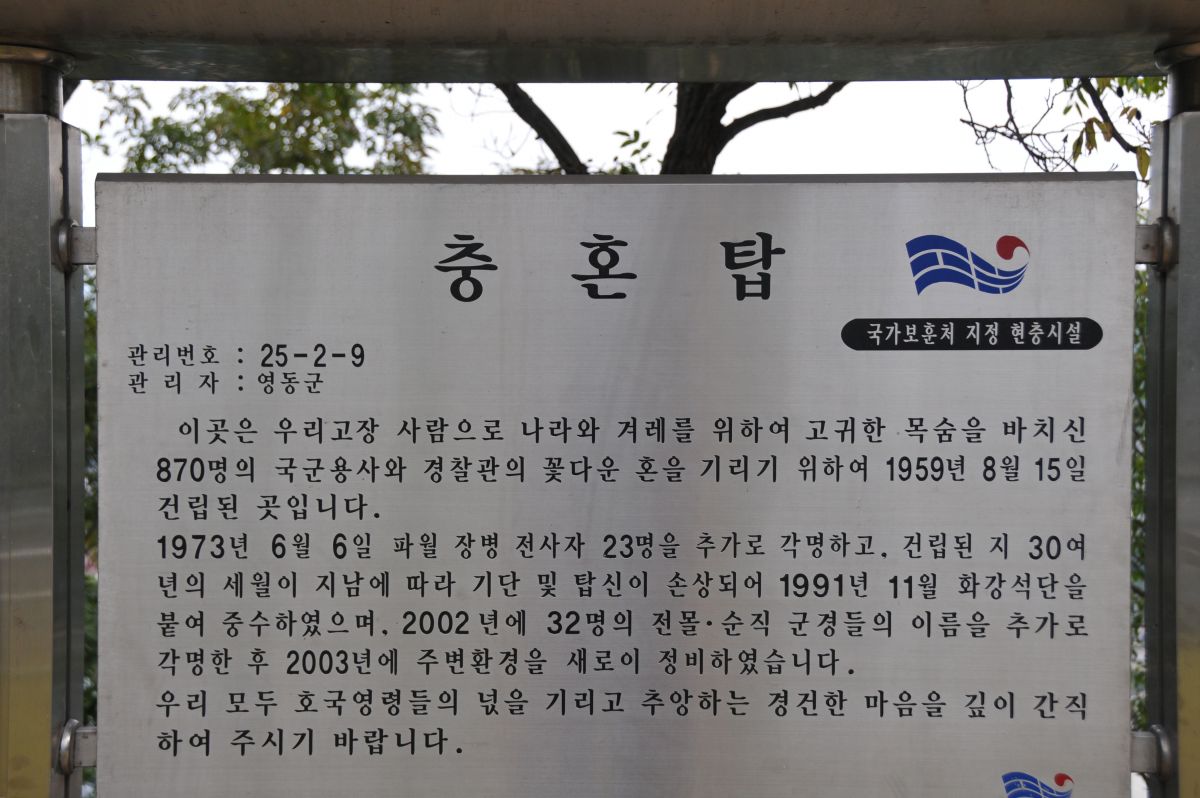 충 혼 탑
국가보훈처 지정 현충시설
관리번호 : 25-2-9
관 리 자 : 영동군
이곳은 우리고장 사람으로 나라와 겨레를 위하여 고귀한 목숨을 바치신
870명의 국군용사와 경찰관의 꽃다운 혼을 기리기 위하여 1959년 8월 15일
건립된 곳입니다.
1973년 6월 6일 파월 장병 전사자 23명을 추가로 각명하고, 건립된 지 30여
년의 세월이 지남에 따라 기단 및 탑신이 손상되어 1991년 11월 화강석단을
붙여 중수하였으며, 2002년에 32명의 전몰·순직 군경들의 이름을 추가로
각명한 후 2003년에 주변환경을 새로이 정비하였습니다.
우리 모두 호국영령들의 넋을 기리고 추앙하는 경건한 마음을 깊이 간직
하여 주시기 바랍니다.